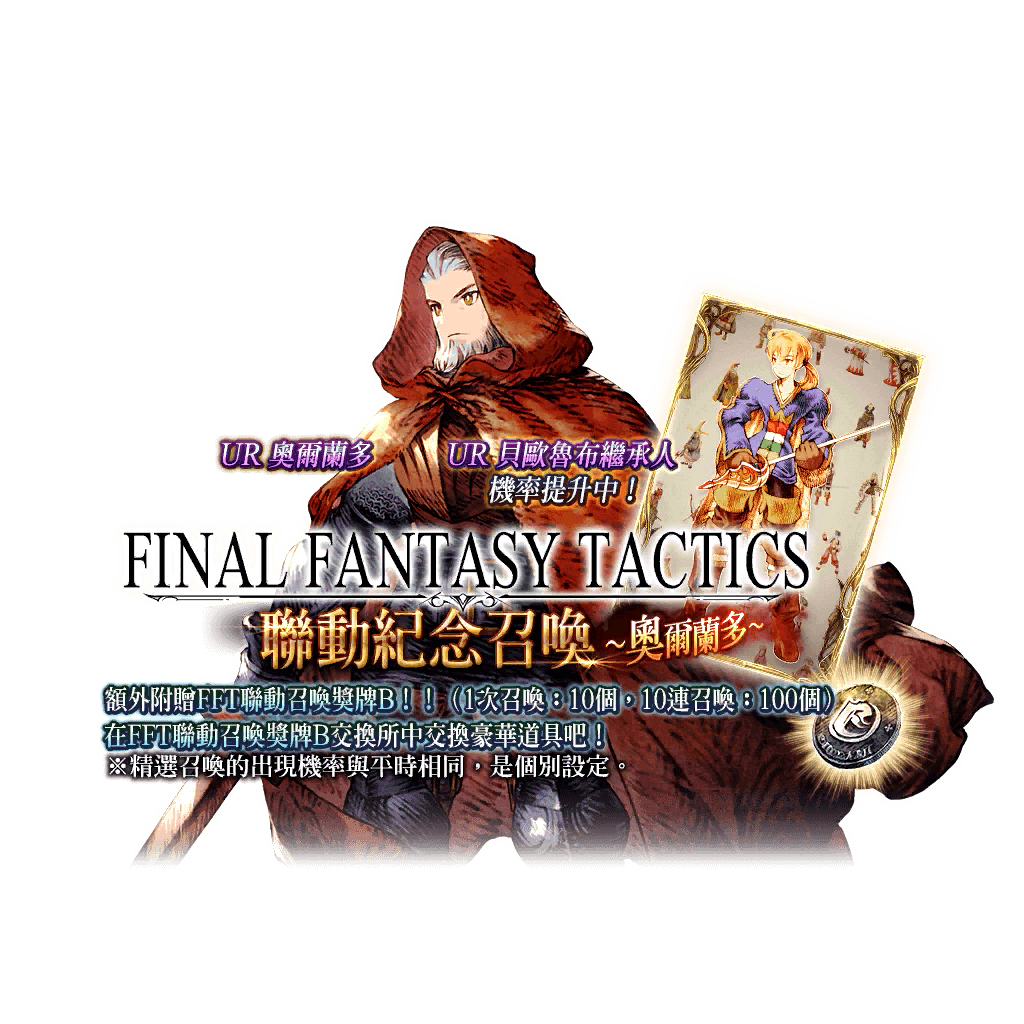 UR 奧爾蘭多 UR 貝歐魯布繼承人
機率提升中！
FINAL FANTASY TACTICS
聯動紀念召喚 ~奧爾蘭多~
額外附贈FFT聯動召喚獎牌B！！（1次召喚：10個，10連召喚：100個）
在FFT聯動召喚獎牌B交換所中交換豪華道具吧！
※精選召喚的出現機率與平時相同，是個別設定。